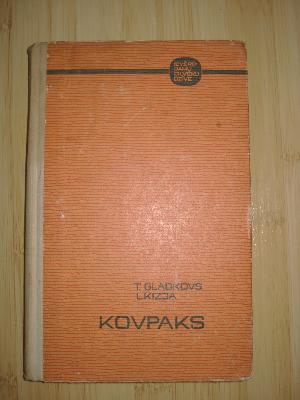 IEVĒRO-
JAMU
CILVĒKU
DZĪVE
T. GLADKOVS
L. KIZJA
KOVPAKS